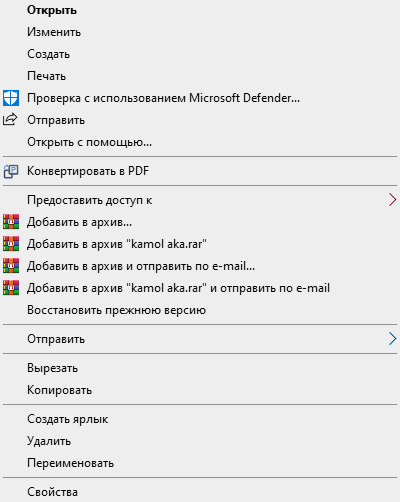 Открыть
Изменить
Создать
Печать
Проверка с использованием Microsoft Defender...
Отправить
Открыть с помощью...
Конвертировать в PDF
Предоставить доступ к
Добавить в архив...
Добавить в архив "kamol aka.rar"
Добавить в архив и отправить по e-mail...
Добавить в архив "kamol aka.rar" и отправить по e-mail
Восстановить прежнюю версию
Отправить
Вырезать
Копировать
Создать ярлык
Удалить
Переименовать
Свойства